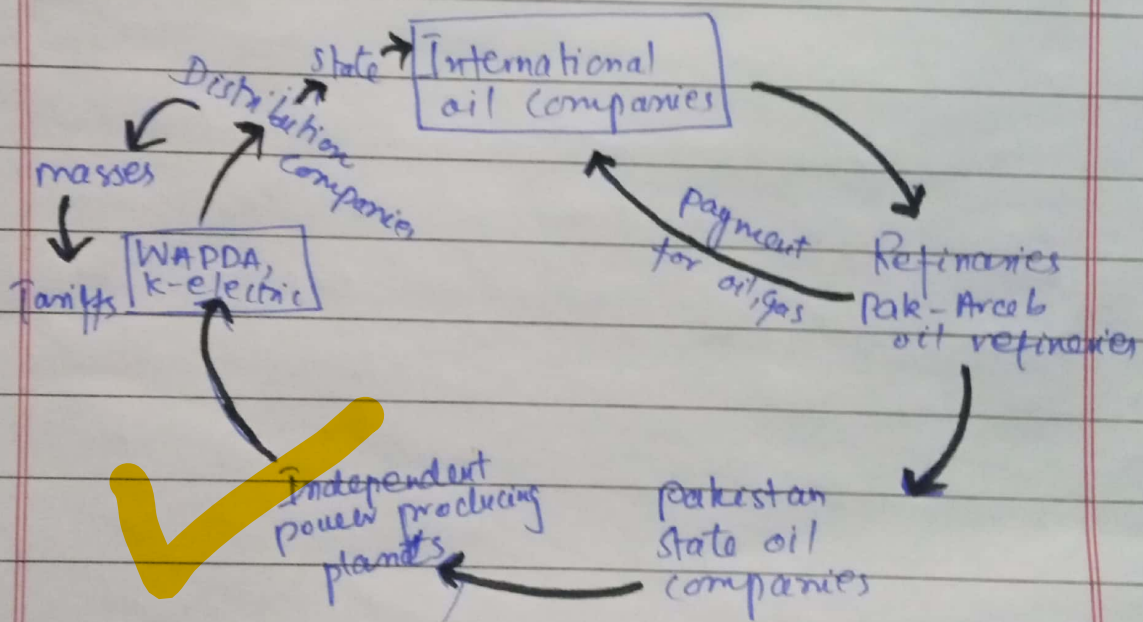 State
International
oil Companies
Distribution
Companies
masses
Tariffs
WAPDA,
K-electric
payment
for oil, gas
Refinaries
Pak-Arab
oil refineries
pakistan
state oil
companies
Independent
power producing
plants